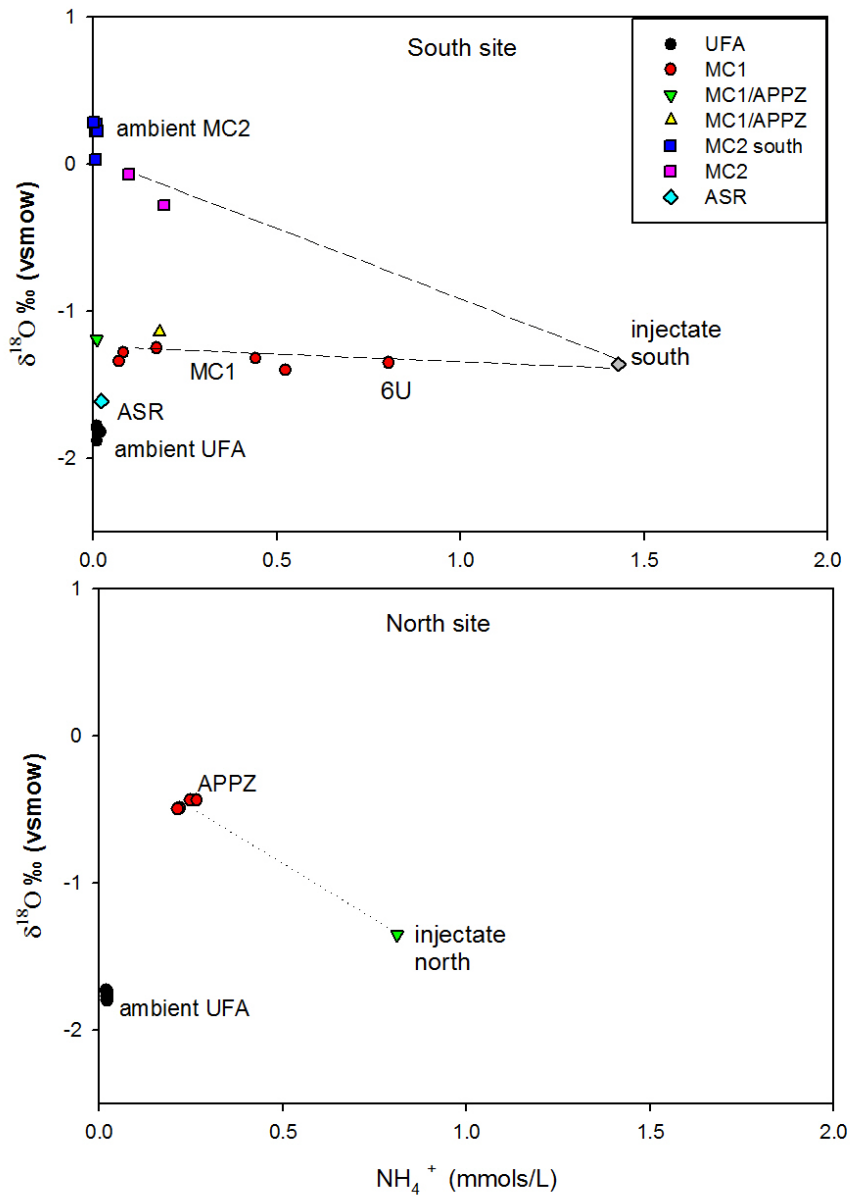 South site
UFA
MC1
MC1/APPZ
MC1/APPZ
MC2 south
MC2
ASR
1
0
-1
-2
δ¹⁸O ‰ (vsmow)
ambient MC2
injectate
south
MC1
6U
ASR
ambient UFA
0.0 0.5 1.0 1.5 2.0
North site
1
0
-1
-2
δ¹⁸O ‰ (vsmow)
APPZ
injectate
north
ambient UFA
0.0 0.5 1.0 1.5 2.0
NH₄⁺ (mmols/L)